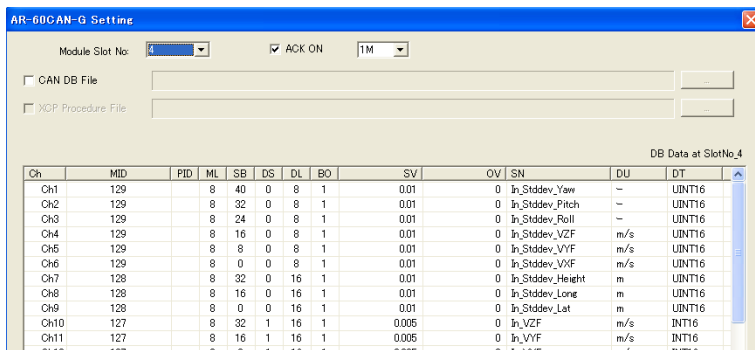 AR-60CAN-G Setting
Module Slot No: 4 ACK ON 1M
CAN DB File ...
XCP Procedure File ...
DB Data at SlotNo_4
Ch MID PID ML SB DS DL BO SV OV SN DU DT
Ch1 129 8 40 0 8 1 0.01 0 In_Stddev_Yaw - UINT16
Ch2 129 8 32 0 8 1 0.01 0 In_Stddev_Pitch - UINT16
Ch3 129 8 24 0 8 1 0.01 0 In_Stddev_Roll - UINT16
Ch4 129 8 16 0 8 1 0.01 0 In_Stddev_VZF m/s UINT16
Ch5 129 8 8 0 8 1 0.01 0 In_Stddev_VYF m/s UINT16
Ch6 129 8 0 0 8 1 0.01 0 In_Stddev_VXF m/s UINT16
Ch7 128 8 32 0 16 1 0.01 0 In_Stddev_Height m UINT16
Ch8 128 8 16 0 16 1 0.01 0 In_Stddev_Long m UINT16
Ch9 128 8 0 0 16 1 0.01 0 In_Stddev_Lat m UINT16
Ch10 127 8 32 1 16 1 0.005 0 In_VZF m/s INT16
Ch11 127 8 16 1 16 1 0.005 0 In_VYF m/s INT16